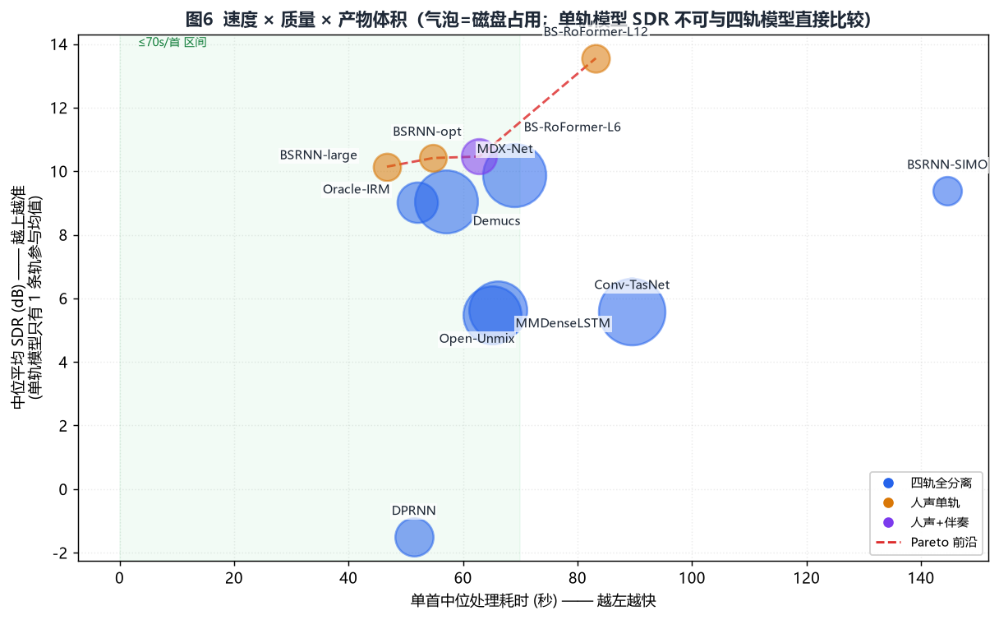 图6  速度 × 质量 × 产物体积（气泡=磁盘占用；单轨模型 SDR 不可与四轨模型直接比较）
≤70s/首 区间
BS-RoFormer-L12
BS-RoFormer-L6
BSRNN-opt
MDX-Net
BSRNN-large
BSRNN-SIMO
Oracle-IRM
Demucs
Conv-TasNet
MMDenseLSTM
Open-Unmix
DPRNN
14
12
10
8
6
4
2
0
-2
中位平均 SDR (dB) —— 越上越准
(单轨模型只有 1 条轨参与均值)
四轨全分离
人声单轨
人声+伴奏
Pareto 前沿
0
20
40
60
80
100
120
140
单首中位处理耗时 (秒) —— 越左越快